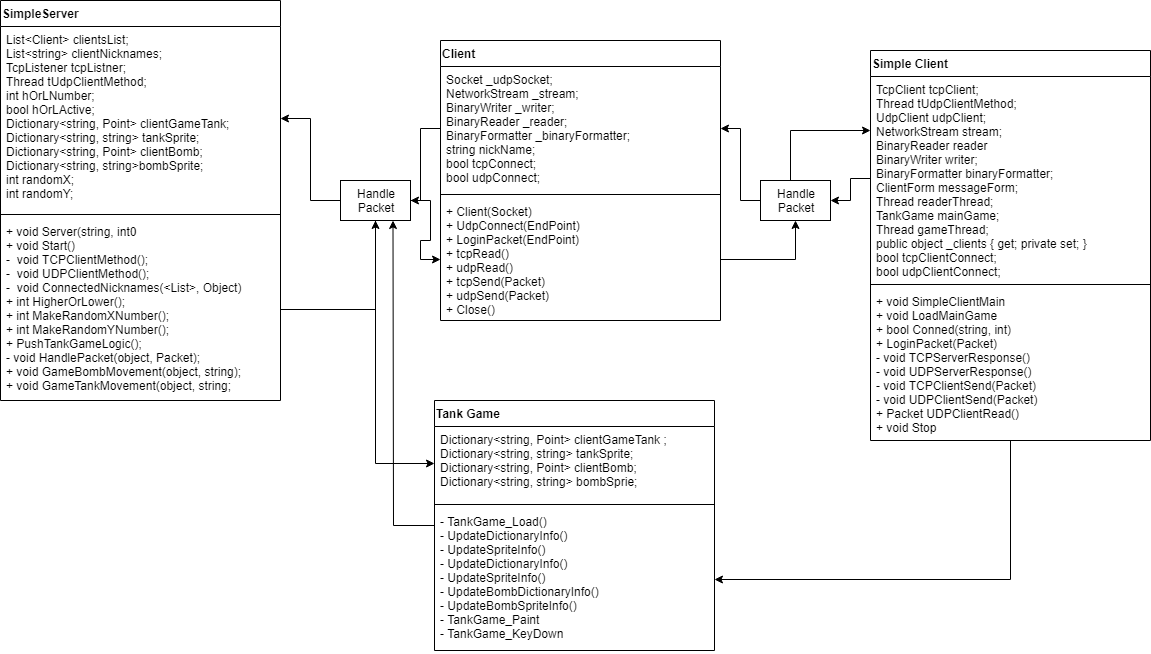 SimpleServer
List<Client> clientsList;
List<string> clientNicknames;
TcpListener tcpListner;
Thread tUdpClientMethod;
int hOrLNumber;
bool hOrLActive;
Dictionary<string, Point> clientGameTank;
Dictionary<string, string> tankSprite;
Dictionary<string, Point> clientBomb;
Dictionary<string, string>bombSprite;
int randomX;
int randomY;
+ void Server(string, int0
+ void Start()
- void TCPClientMethod();
- void UDPClientMethod();
- void ConnectedNicknames(<List>, Object)
+ int HigherOrLower();
+ int MakeRandomXNumber();
+ int MakeRandomYNumber();
+ PushTankGameLogic();
- void HandlePacket(object, Packet);
+ void GameBombMovement(object, string);
+ void GameTankMovement(object, string;
Handle
Packet
Client
Socket _udpSocket;
NetworkStream _stream;
BinaryWriter _writer;
BinaryReader _reader;
BinaryFormatter _binaryFormatter;
string nickName;
bool tcpConnect;
bool udpConnect;
+ Client(Socket)
+ UdpConnect(EndPoint)
+ LoginPacket(EndPoint)
+ tcpRead()
+ udpRead()
+ tcpSend(Packet)
+ udpSend(Packet)
+ Close()
Handle
Packet
Simple Client
TcpClient tcpClient;
Thread tUdpClientMethod;
UdpClient udpClient;
NetworkStream stream;
BinaryReader reader
BinaryWriter writer;
BinaryFormatter binaryFormatter;
ClientForm messageForm;
Thread readerThread;
TankGame mainGame;
Thread gameThread;
public object _clients { get; private set; }
bool tcpClientConnect;
bool udpClientConnect;
+ void SimpleClientMain
+ void LoadMainGame
+ bool Conned(string, int)
+ LoginPacket(Packet)
- void TCPServerResponse()
- void UDPServerResponse()
- void TCPClientSend(Packet)
- void UDPClientSend(Packet)
+ Packet UDPClientRead()
+ void Stop
Tank Game
Dictionary<string, Point> clientGameTank ;
Dictionary<string, string> tankSprite;
Dictionary<string, Point> clientBomb;
Dictionary<string, string> bombSprie;
- TankGame_Load()
- UpdateDictionaryInfo()
- UpdateSpriteInfo()
- UpdateDictionaryInfo()
- UpdateSpriteInfo()
- UpdateBombDictionaryInfo()
- UpdateBombSpriteInfo()
- TankGame_Paint
- TankGame_KeyDown